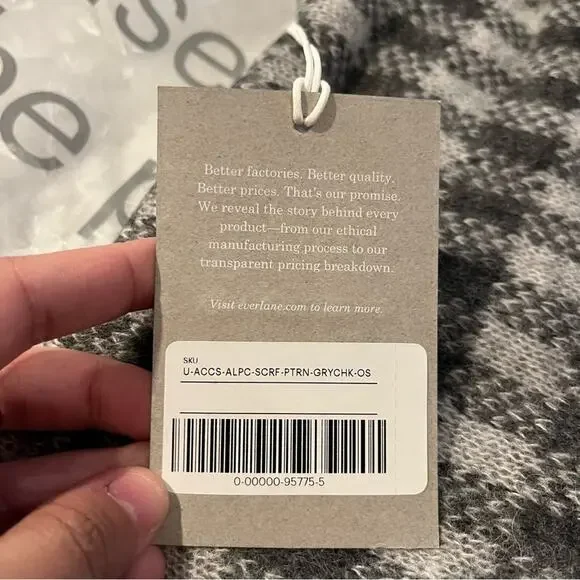 se
Better factories. Better quality.
Better prices. That's our promise.
We reveal the story behind every
product—from our ethical
manufacturing process to our
transparent pricing breakdown.
Visit everlane.com to learn more.
SKU
U-ACCS-ALPC-SCRF-PTRN-GRYCHK-OS
0-00000-95775-5